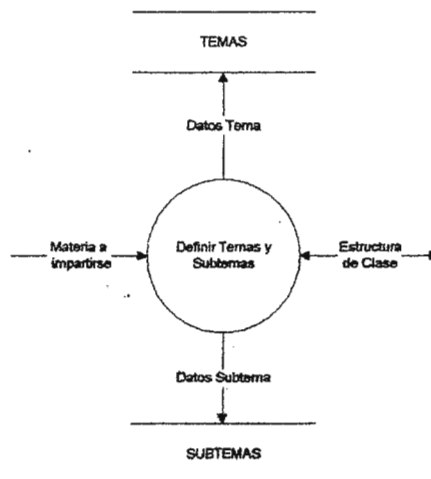 TEMAS
Datos Tema
Materia a
impartirse
Definir Temas y
Subtemas
Estructura
de Clase
Datos Subtema
SUBTEMAS